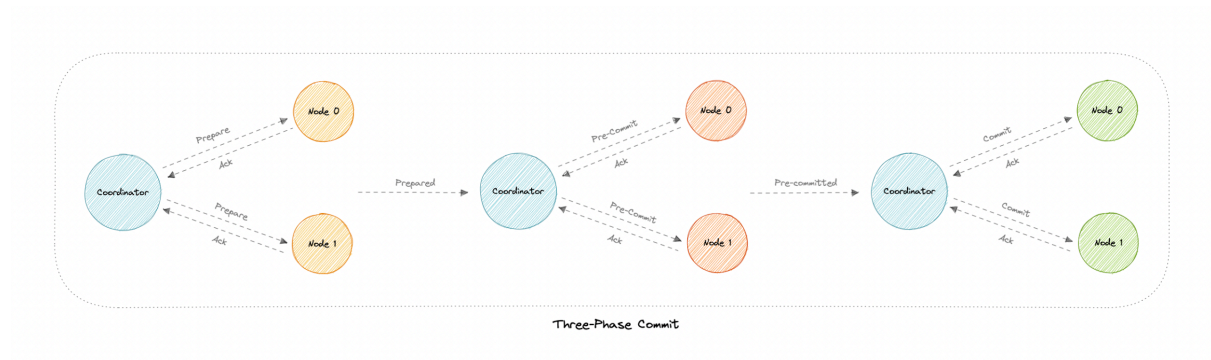 Node 0
Node 0
Node 0
Prepare
Ack
Pre-Commit
Ack
Commit
Ack
Coordinator
Prepared
Coordinator
Pre-committed
Coordinator
Prepare
Ack
Pre-Commit
Ack
Commit
Ack
Node 1
Node 1
Node 1
Three-Phase Commit